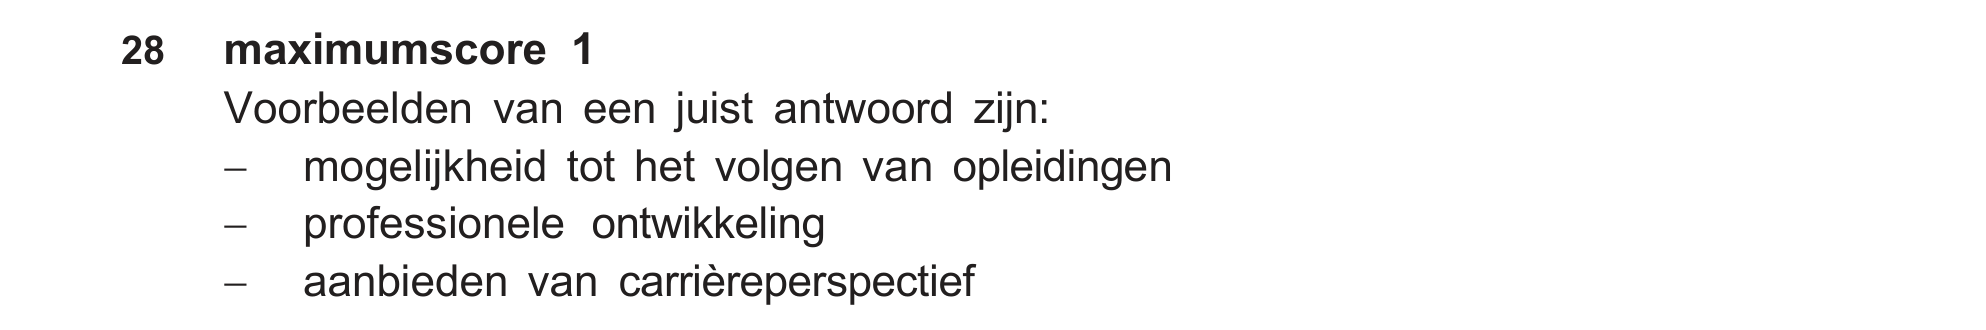 28 maximumscore 1
Voorbeelden van een juist antwoord zijn:
− mogelijkheid tot het volgen van opleidingen
− professionele ontwikkeling
− aanbieden van carrièreperspectief